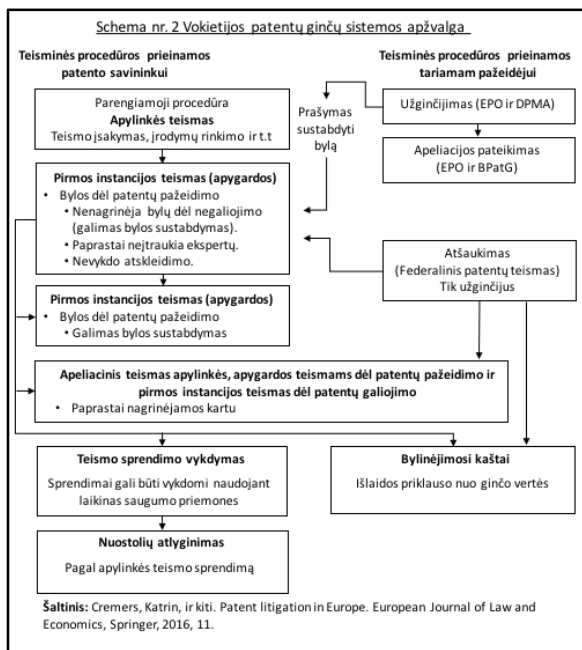 Schema nr. 2 Vokietijos patentų ginčų sistemos apžvalga
Teisminės procedūros prieinamos
patento savininkui
Teisminės procedūros prieinamos
tariamam pažeidėjui
Parengiamoji procedūra
Apylinkės teismas
Teismo įsakymas, įrodymų rinkimo ir t.t
Prašymas
sustabdyti
bylą
Užginčijimas (EPO ir DPMA)
Apeliacijos pateikimas
(EPO ir BPatG)
Pirmos instancijos teismas (apygardos)
• Bylos dėl patentų pažeidimo
• Nenagrinėja bylų dėl negaliojimo
(galimas bylos sustabdymas).
• Paprastai neįtraukia ekspertų.
• Nevykdo atskleidimo.
Atšaukimas
(Federalinis patentų teismas)
Tik užginčijus
Pirmos instancijos teismas (apygardos)
• Bylos dėl patentų pažeidimo
• Galimas bylos sustabdymas
Apeliacinis teismas apylinkės, apygardos teismams dėl patentų pažeidimo ir
pirmos instancijos teismas dėl patentų galiojimo
• Paprastai nagrinėjamos kartu
Teismo sprendimo vykdymas
Sprendimai gali būti vykdomi naudojant
laikinas saugumo priemones
Bylinėjimosi kaštai
Išlaidos priklauso nuo ginčo vertės
Nuostolių atlyginimas
Pagal apylinkės teismo sprendimą
Šaltinis: Cremers, Katrin, ir kiti. Patent litigation in Europe. European Journal of Law and
Economics, Springer, 2016, 11.